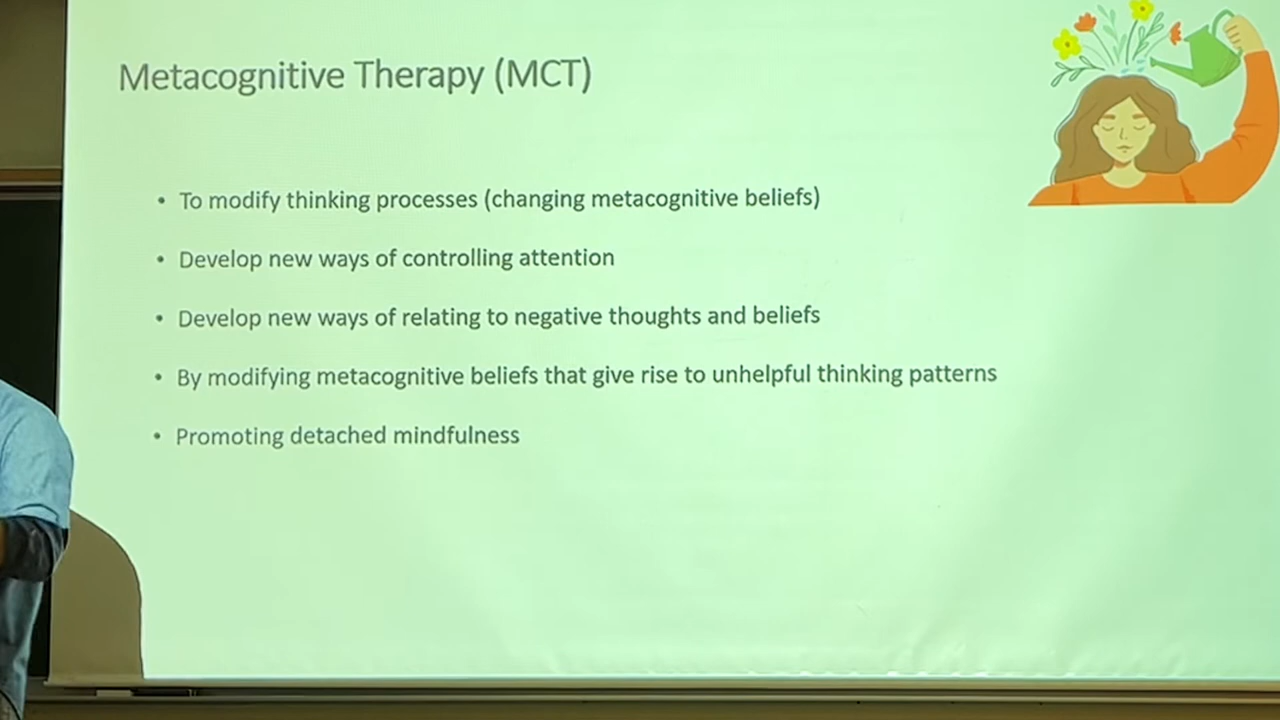 Metacognitive Therapy (MCT)
• To modify thinking processes (changing metacognitive beliefs)
• Develop new ways of controlling attention
• Develop new ways of relating to negative thoughts and beliefs
• By modifying metacognitive beliefs that give rise to unhelpful thinking patterns
• Promoting detached mindfulness